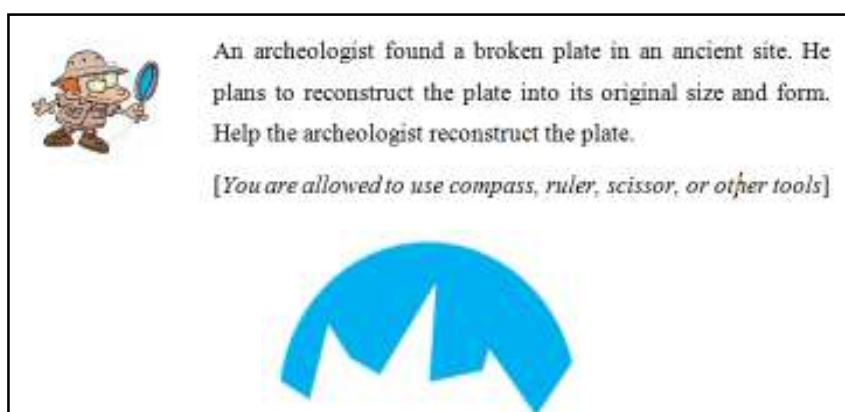 An archeologist found a broken plate in an ancient site. He
plans to reconstruct the plate into its original size and form.
Help the archeologist reconstruct the plate.
[You are allowed to use compass, ruler, scissor, or other tools]